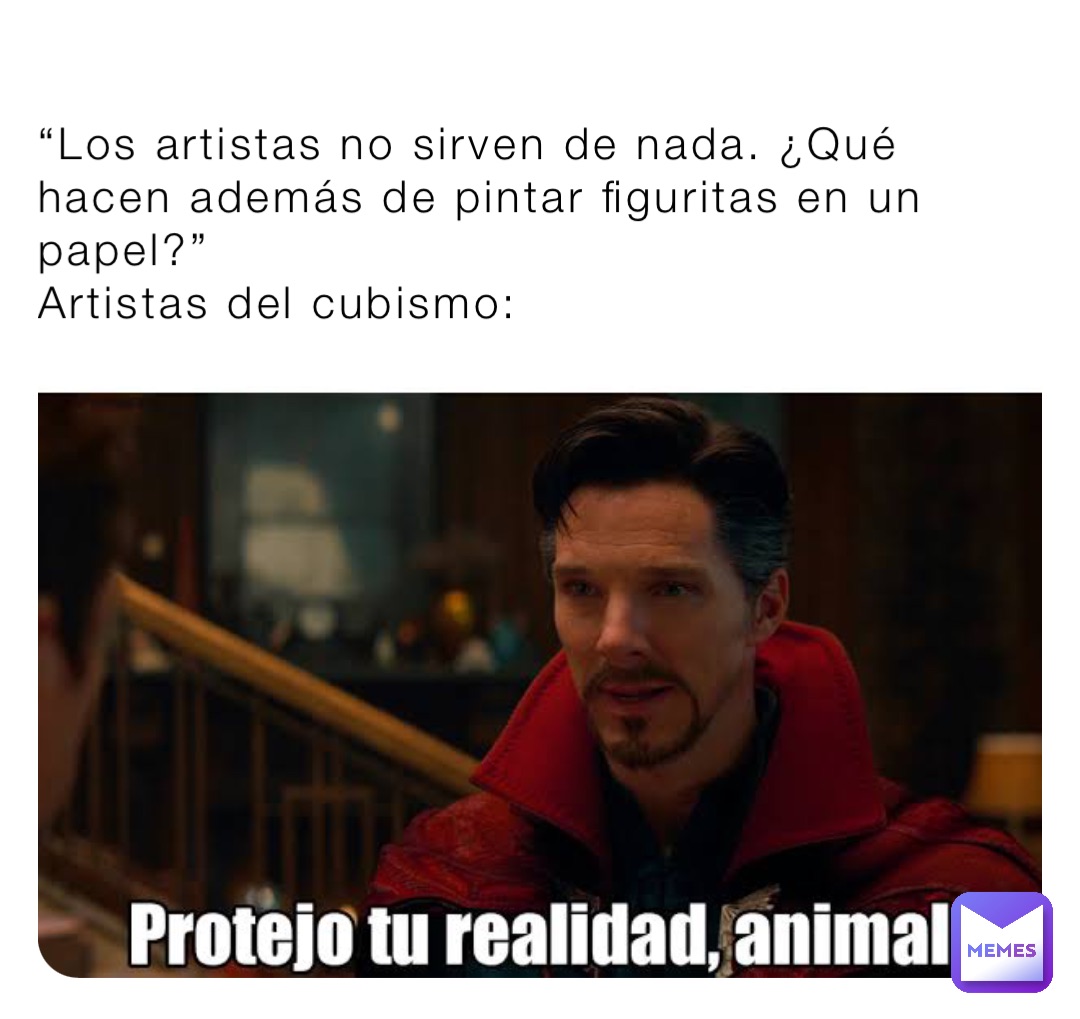 “Los artistas no sirven de nada. ¿Qué
hacen además de pintar figuritas en un
papel?”
Artistas del cubismo:
Protejo tu realidad, animal
MEMES